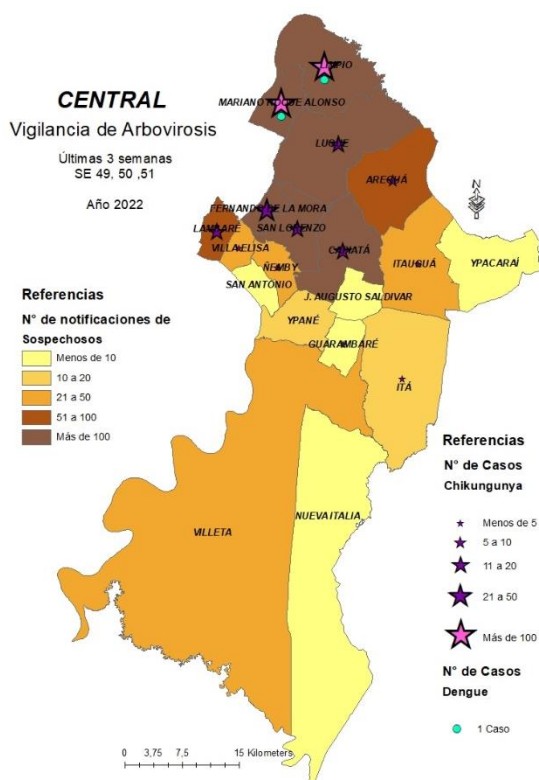 CENTRAL
Vigilancia de Arbovirosis
Últimas 3 semanas
SE 49, 50 ,51
Año 2022
MARIANO ROQUE ALONSO
LUQUE
AREGUÁ
N
FERNANDO DE LA MORA
SAN LORENZO
LAMBARÉ
VILLA ELISA
CAPIATÁ
ÑEMBY
ITAUGUÁ
YPACARAÍ
SAN ANTONIO
J. AUGUSTO SALDIVAR
YPANÉ
GUARAMBARÉ
ITÁ
VILLETA
NUEVA ITALIA
Referencias
N° de notificaciones de
Sospechosos
Menos de 10
10 a 20
21 a 50
51 a 100
Más de 100
Referencias
N° de Casos
Chikungunya
Menos de 5
5 a 10
11 a 20
21 a 50
Más de 100
N° de Casos
Dengue
1 Caso
0 3,75 7,5 15 Kilometers